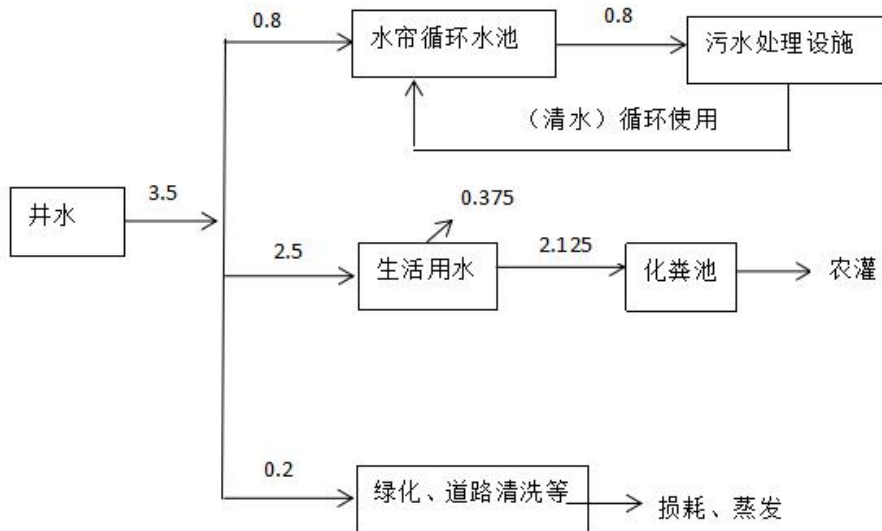 0.8
水帘循环水池
0.8
污水处理设施
（清水）循环使用
井水
3.5
0.375
2.5
生活用水
2.125
化粪池
农灌
0.2
绿化、道路清洗等
损耗、蒸发